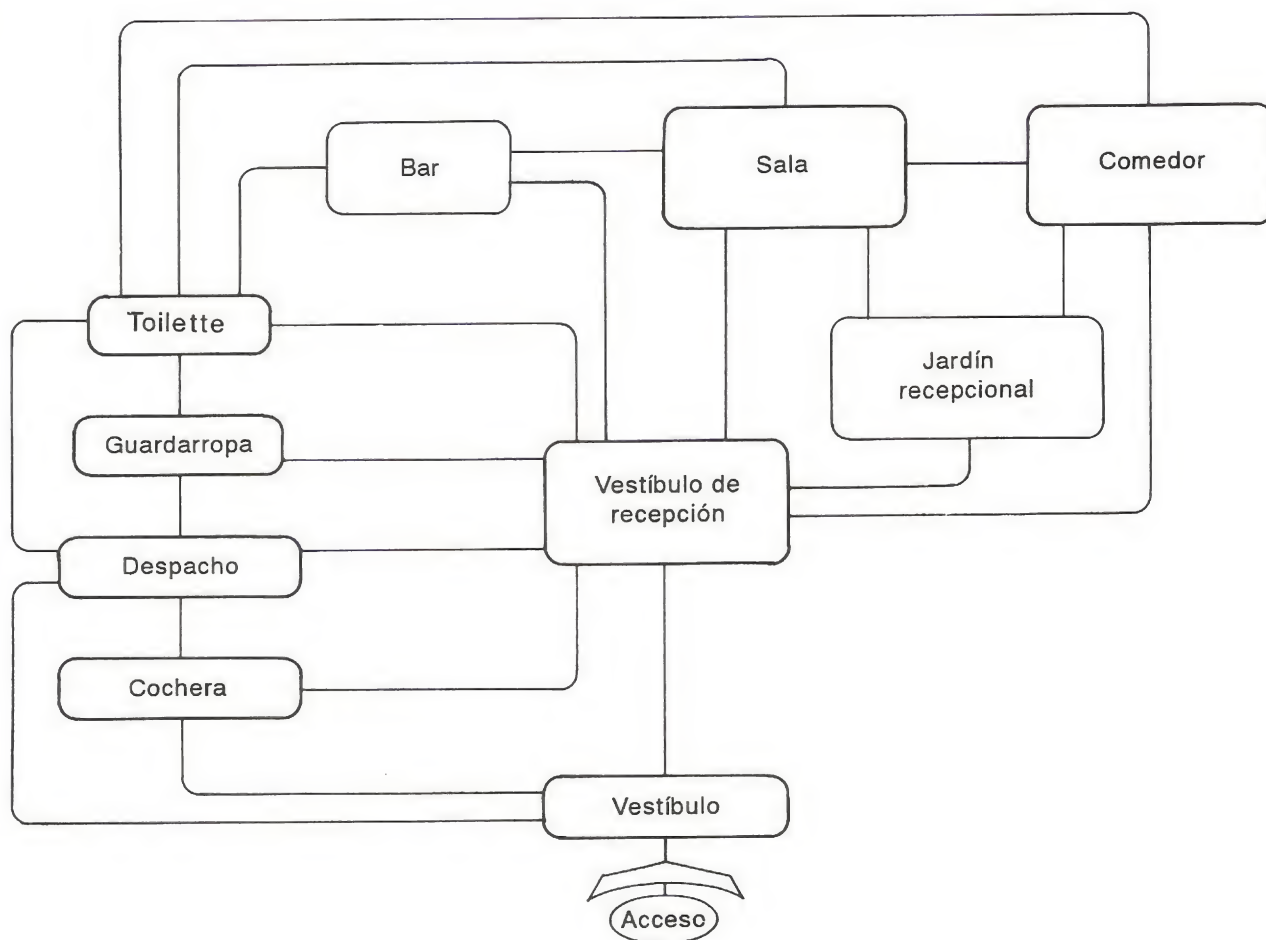 Bar
Sala
Comedor
Toilette
Jardín
recepcional
Guardarropa
Vestíbulo de
recepción
Despacho
Cochera
Vestíbulo
Acceso